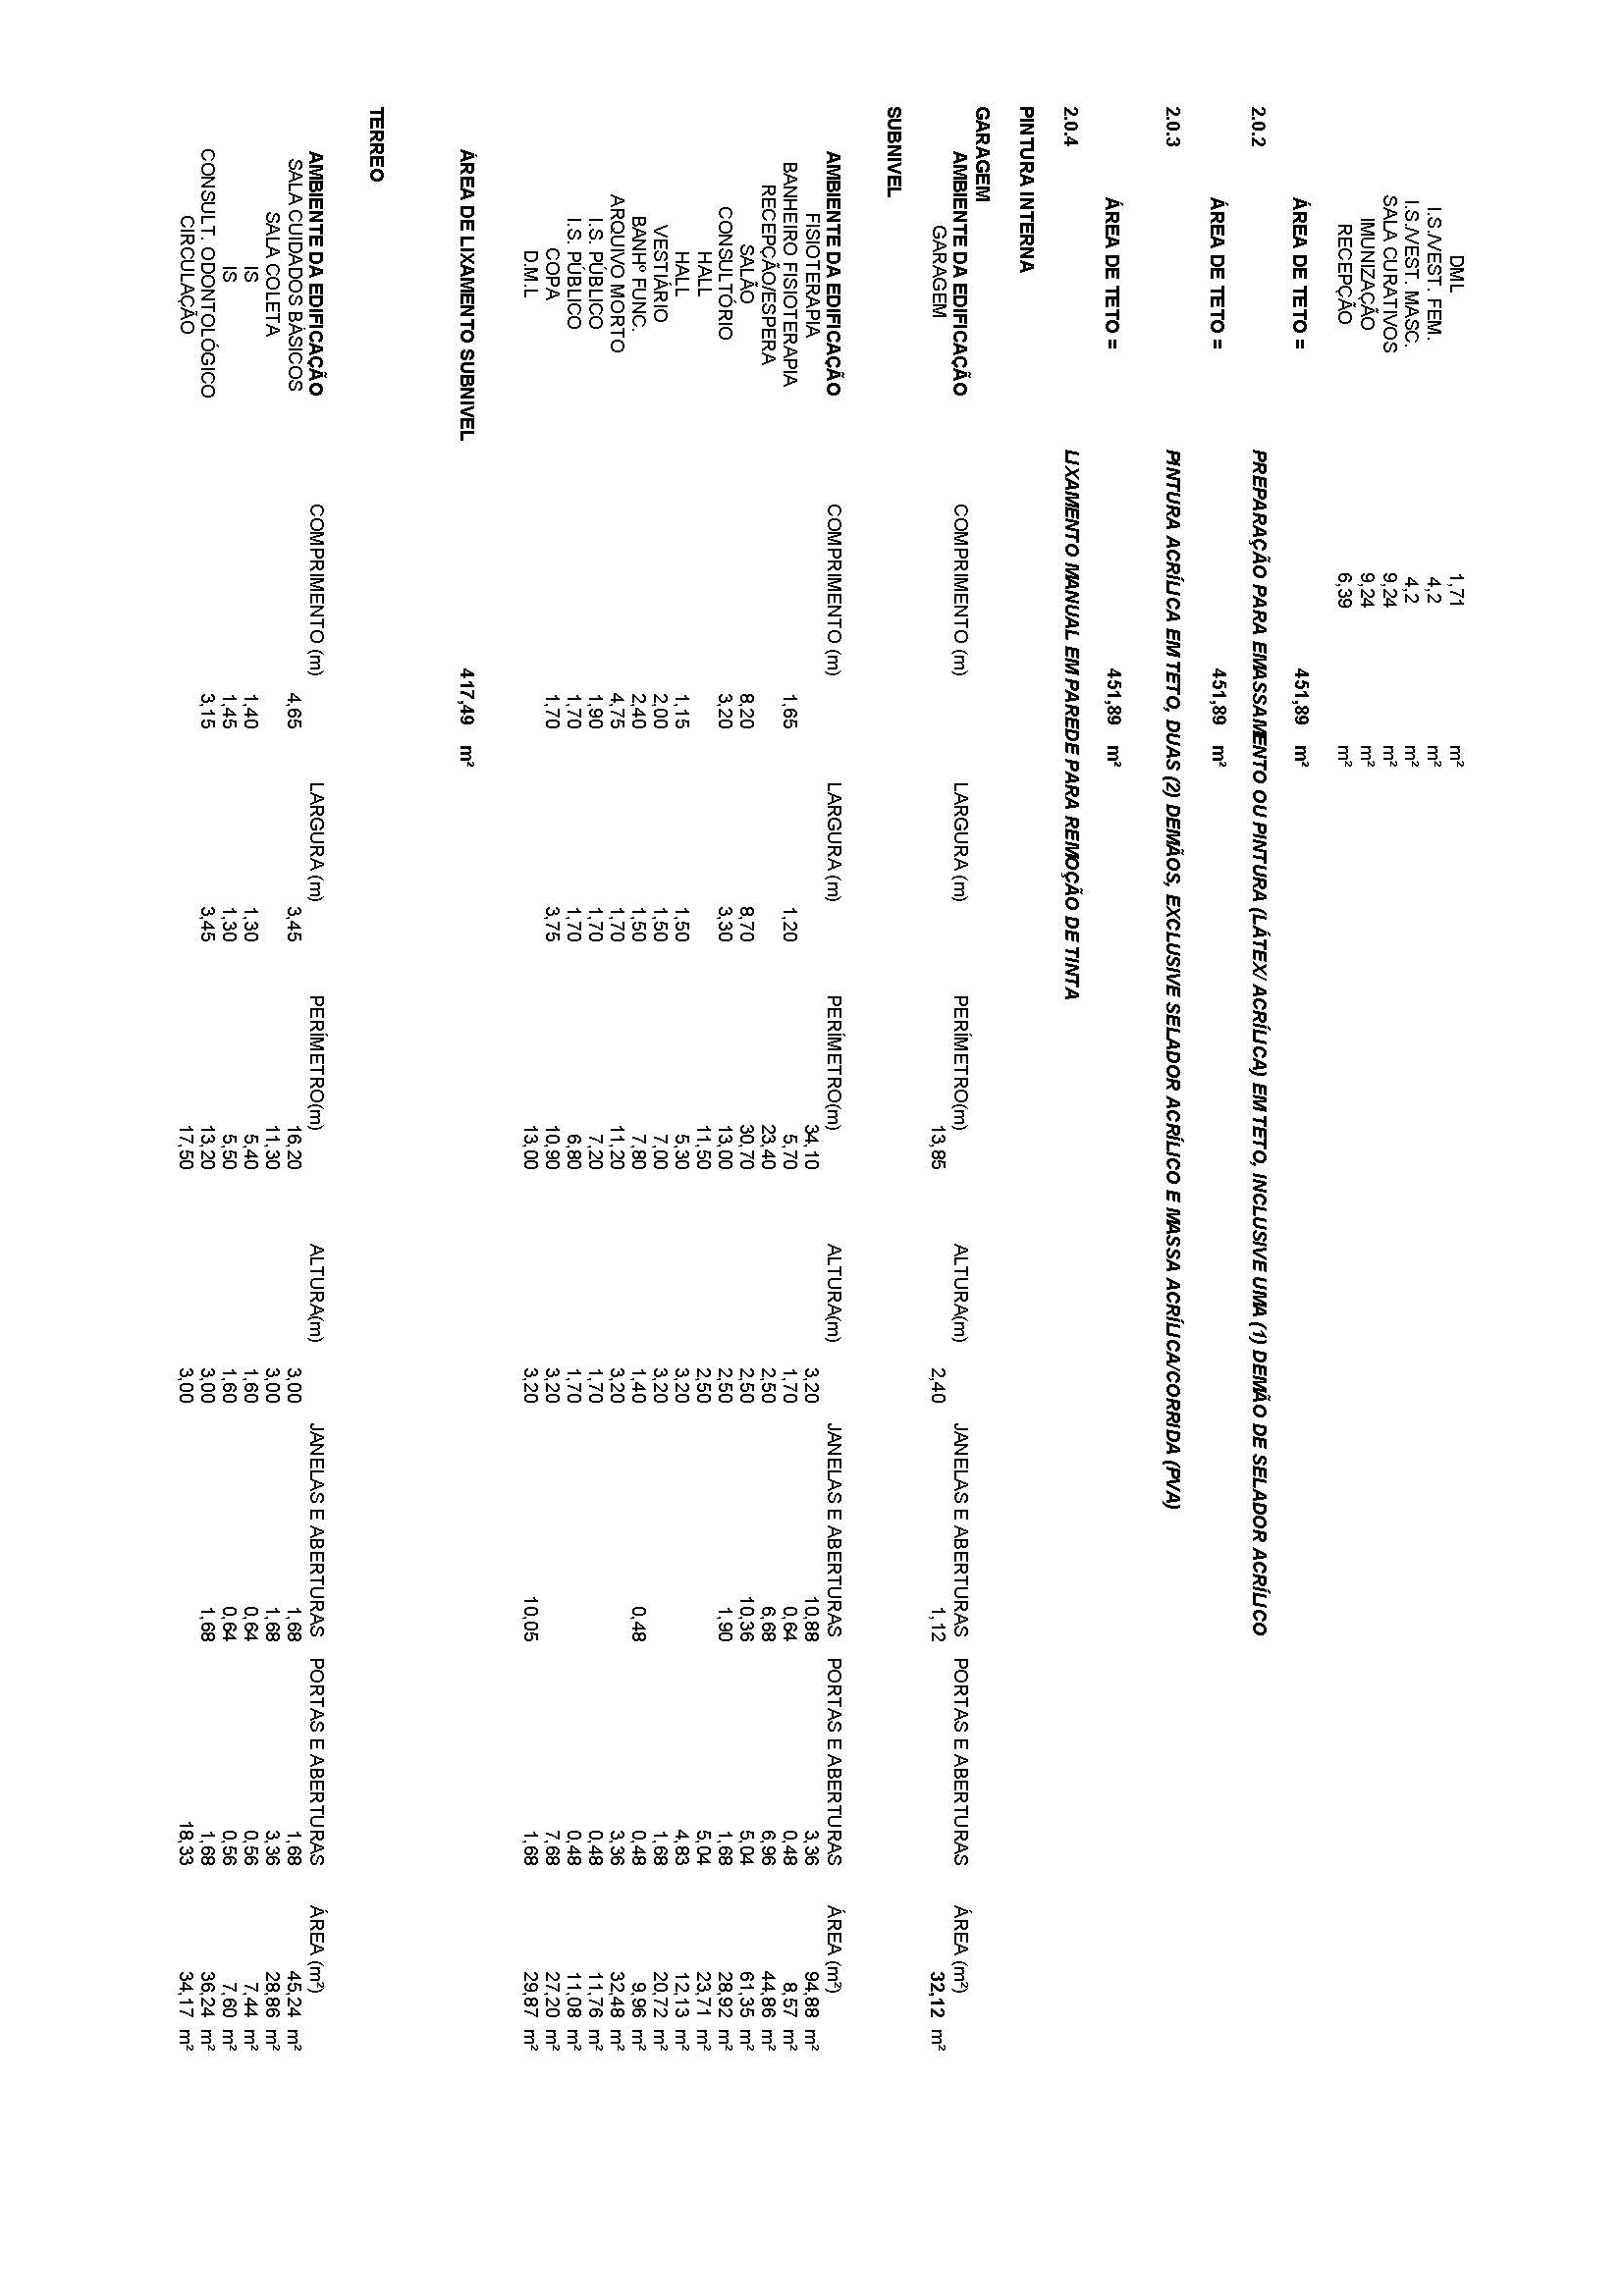 DML 1,71 m²
I.S./VEST. FEM. 4,2 m²
I.S./VEST. MASC. 4,2 m²
SALA CURATIVOS 9,24 m²
IMUNIZAÇÃO 9,24 m²
RECEPÇÃO 6,39 m²
ÁREA DE TETO = 451,89 m²
2.0.2 PREPARAÇÃO PARA EMASSAMENTO OU PINTURA (LÁTEX/ ACRÍLICA) EM TETO, INCLUSIVE UMA (1) DEMÃO DE SELADOR ACRÍLICO
ÁREA DE TETO = 451,89 m²
2.0.3 PINTURA ACRÍLICA EM TETO, DUAS (2) DEMÃOS, EXCLUSIVE SELADOR ACRÍLICO E MASSA ACRÍLICA/CORRIDA (PVA)
ÁREA DE TETO = 451,89 m²
2.0.4 LIXAMENTO MANUAL EM PAREDE PARA REMOÇÃO DE TINTA
PINTURA INTERNA
GARAGEM
AMBIENTE DA EDIFICAÇÃO COMPRIMENTO (m) LARGURA (m) PERÍMETRO(m) ALTURA(m) JANELAS E ABERTURAS PORTAS E ABERTURAS ÁREA (m²)
GARAGEM 13,85 2,40 1,12 32,12 m²
SUBNIVEL
AMBIENTE DA EDIFICAÇÃO COMPRIMENTO (m) LARGURA (m) PERÍMETRO(m) ALTURA(m) JANELAS E ABERTURAS PORTAS E ABERTURAS ÁREA (m²)
FISIOTERAPIA 34,10 3,20 10,88 3,36 94,88 m²
BANHEIRO FISIOTERAPIA 1,65 1,20 5,70 1,70 0,64 0,48 8,57 m²
RECEPÇÃO/ESPERA 23,40 2,50 6,68 6,96 44,86 m²
SALÃO 8,20 8,70 30,70 2,50 10,36 5,04 61,35 m²
CONSULTÓRIO 3,20 3,30 13,00 2,50 1,90 1,68 28,92 m²
HALL 11,50 2,50 5,04 23,71 m²
HALL 1,15 1,50 5,30 3,20 4,83 12,13 m²
VESTIÁRIO 2,00 1,50 7,00 3,20 1,68 20,72 m²
BANHº FUNC. 2,40 1,50 7,80 1,40 0,48 0,48 9,96 m²
ARQUIVO MORTO 4,75 1,70 11,20 3,20 3,36 32,48 m²
I.S. PÚBLICO 1,90 1,70 7,20 1,70 0,48 11,76 m²
I.S. PÚBLICO 1,70 1,70 6,80 1,70 0,48 11,08 m²
COPA 1,70 3,75 10,90 3,20 7,68 27,20 m²
D.M.L 13,00 3,20 10,05 1,68 29,87 m²
ÁREA DE LIXAMENTO SUBNIVEL 417,49 m²
TERREO
AMBIENTE DA EDIFICAÇÃO COMPRIMENTO (m) LARGURA (m) PERÍMETRO(m) ALTURA(m) JANELAS E ABERTURAS PORTAS E ABERTURAS ÁREA (m²)
SALA CUIDADOS BÁSICOS 4,65 3,45 16,20 3,00 1,68 1,68 45,24 m²
SALA COLETA 11,30 3,00 1,68 3,36 28,86 m²
IS 1,40 1,30 5,40 1,60 0,64 0,56 7,44 m²
IS 1,45 1,30 5,50 1,60 0,64 0,56 7,60 m²
CONSULT. ODONTOLÓGICO 3,15 3,45 13,20 3,00 1,68 1,68 36,24 m²
CIRCULAÇÃO 17,50 3,00 18,33 34,17 m²